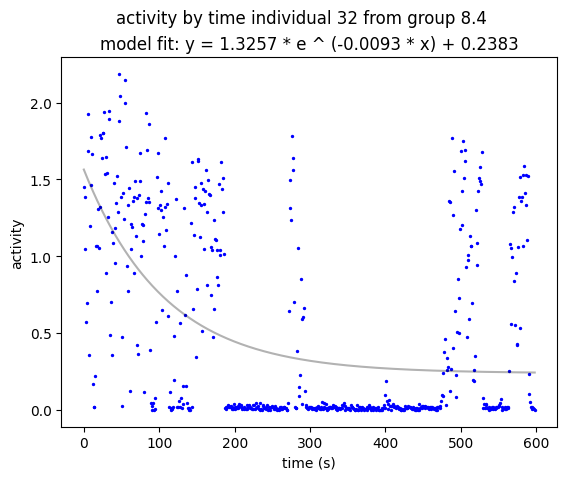 activity by time individual 32 from group 8.4
model fit: y = 1.3257 * e ^ (-0.0093 * x) + 0.2383
activity
2.0
1.5
1.0
0.5
0.0
0 100 200 300 400 500 600
time (s)